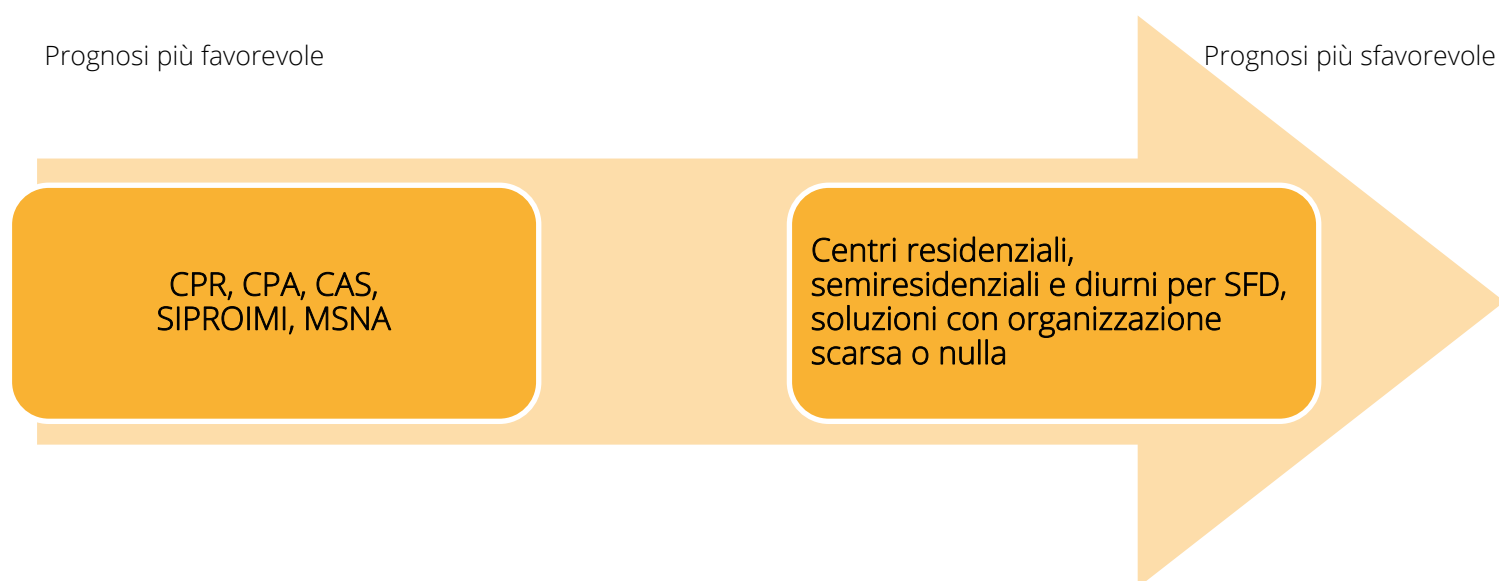 Prognosi più favorevole
Prognosi più sfavorevole
CPR, CPA, CAS,
SIPROIMI, MSNA
Centri residenziali,
semiresidenziali e diurni per SFD,
soluzioni con organizzazione
scarsa o nulla